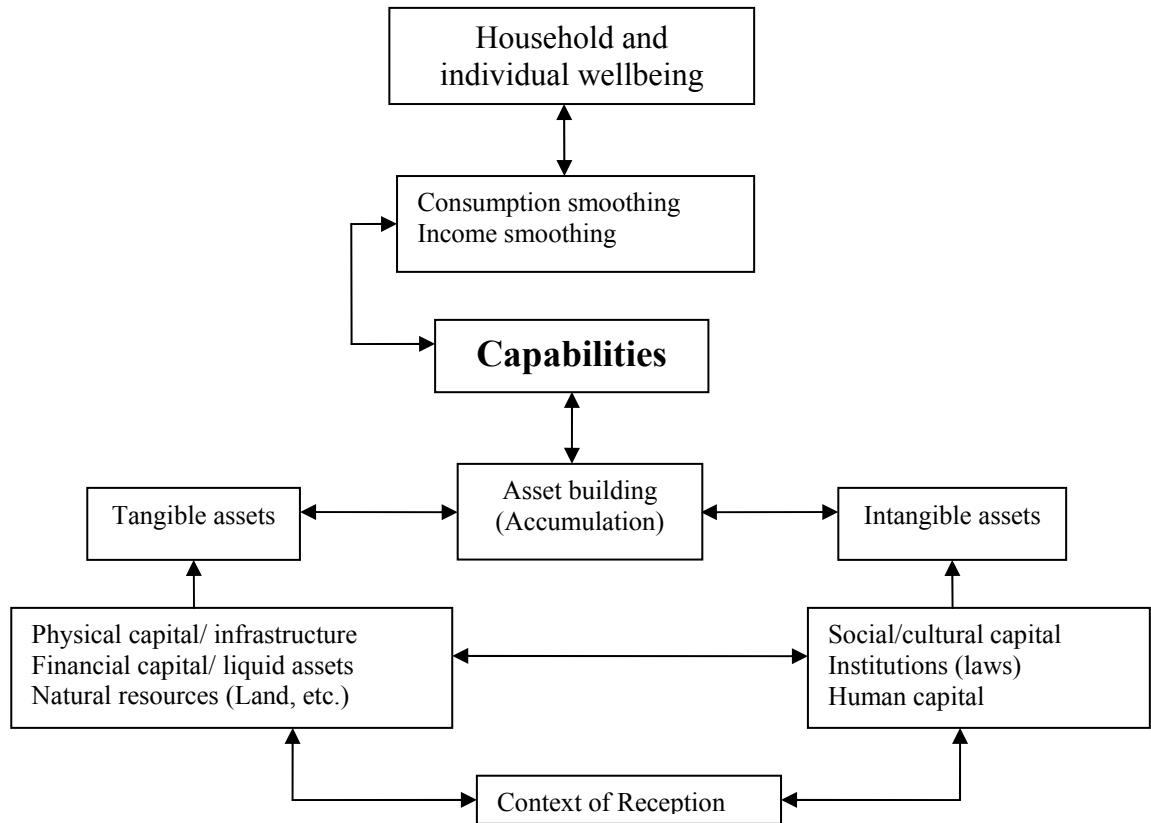 Household and
individual wellbeing
Consumption smoothing
Income smoothing
Capabilities
Asset building
(Accumulation)
Tangible assets
Intangible assets
Physical capital/ infrastructure
Financial capital/ liquid assets
Natural resources (Land, etc.)
Social/cultural capital
Institutions (laws)
Human capital
Context of Reception